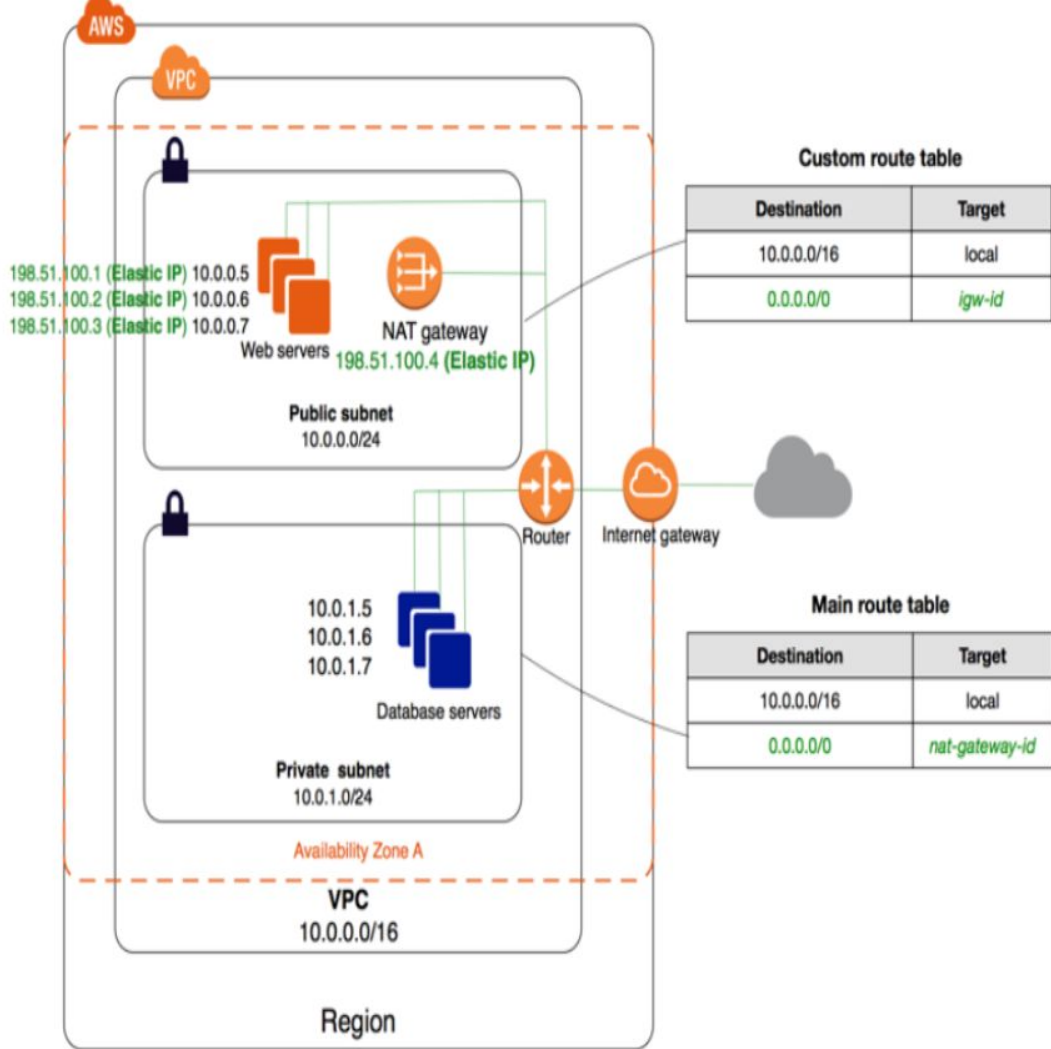 AWS
VPC
198.51.100.1 (Elastic IP) 10.0.0.5
198.51.100.2 (Elastic IP) 10.0.0.6
198.51.100.3 (Elastic IP) 10.0.0.7
Web servers
NAT gateway
198.51.100.4 (Elastic IP)
Public subnet
10.0.0.0/24
Custom route table
Destination Target
10.0.0.0/16 local
0.0.0.0/0 igw-id
Router
Internet gateway
10.0.1.5
10.0.1.6
10.0.1.7
Database servers
Private subnet
10.0.1.0/24
Main route table
Destination Target
10.0.0.0/16 local
0.0.0.0/0 nat-gateway-id
Availability Zone A
VPC
10.0.0.0/16
Region